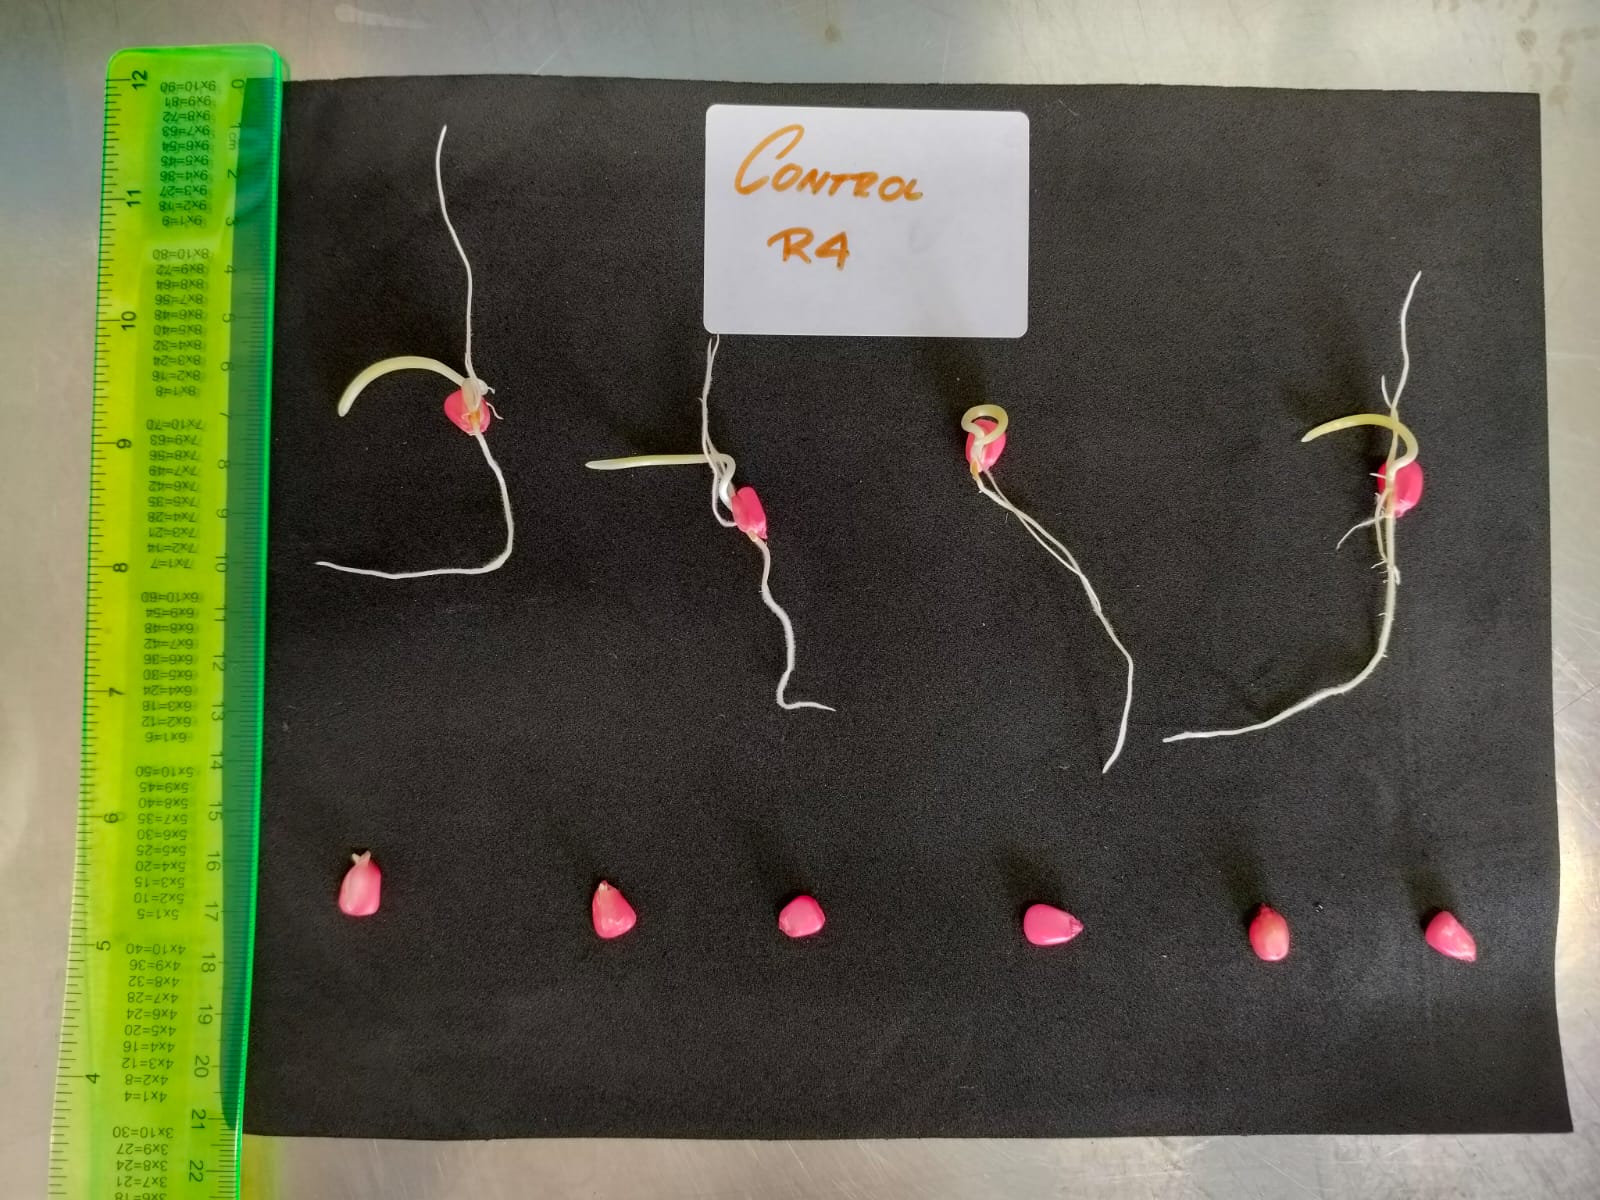 CONTROL
R4
0
1cm
2
3
4
5
6
7
8
9
10
11
12
13
14
15
16
17
18
19
20
21
22
12
11
10
9
8
7
6
5
4
3x6=18
3x7=21
3x8=24
3x9=27
3x10=30
4x1=4
4x2=8
4x3=12
4x4=16
4x5=20
4x6=24
4x7=28
4x8=32
4x9=36
4x10=40
5x1=5
5x2=10
5x3=15
5x4=20
5x5=25
5x6=30
5x7=35
5x8=40
5x9=45
5x10=50
6x1=6
6x2=12
6x3=18
6x4=24
6x5=30
6x6=36
6x7=42
6x8=48
6x9=54
6x10=60
7x1=7
7x2=14
7x3=21
7x4=28
7x5=35
7x6=42
7x7=49
7x8=56
7x9=63
7x10=70
8x1=8
8x2=16
8x3=24
8x4=32
8x5=40
8x6=48
8x7=56
8x8=64
8x9=72
8x10=80
9x1=9
9x2=18
9x3=27
9x4=36
9x5=45
9x6=54
9x7=63
9x8=72
9x9=81
9x10=90